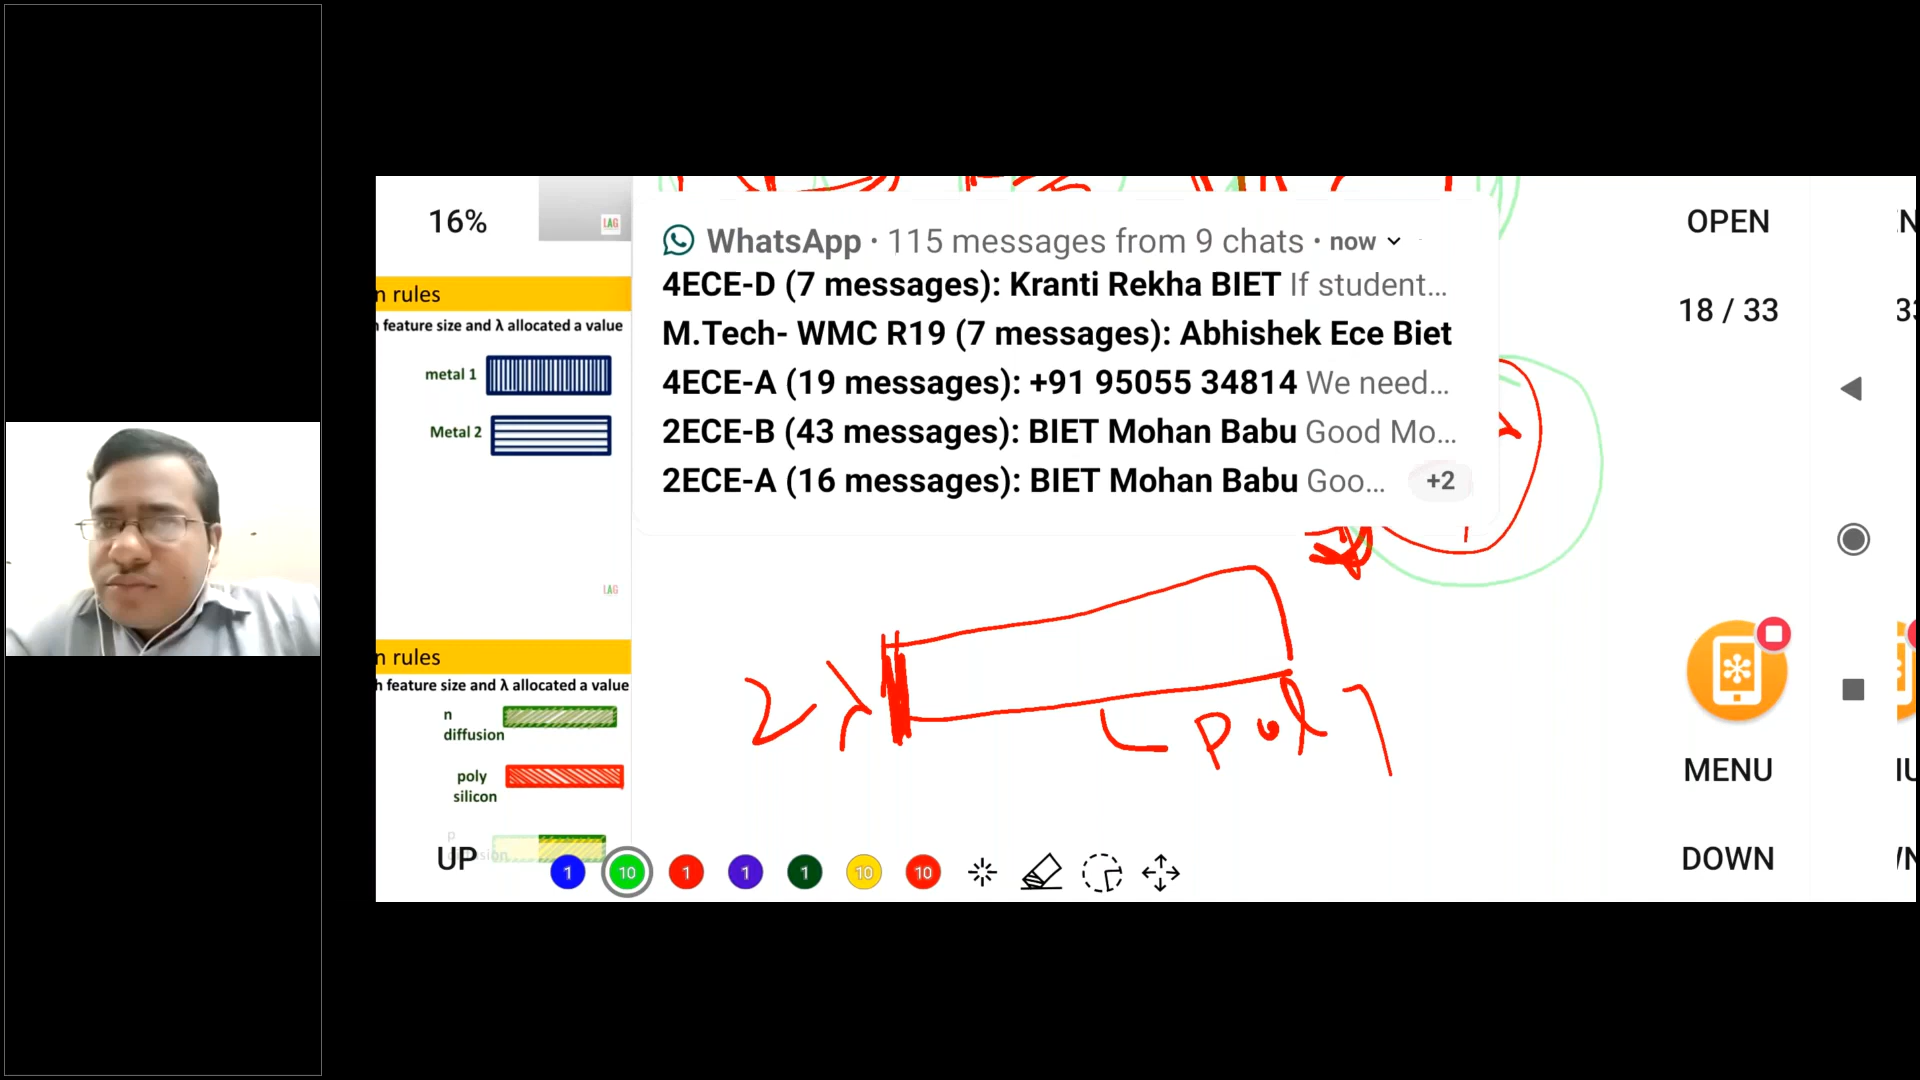 16%
LAG
n rules
feature size and λ allocated a value
metal 1
Metal 2
LAG
n rules
h feature size and λ allocated a value
n
diffusion
poly
silicon
p
UP
WhatsApp · 115 messages from 9 chats · now
4ECE-D (7 messages): Kranti Rekha BIET If student...
M.Tech- WMC R19 (7 messages): Abhishek Ece Biet
4ECE-A (19 messages): +91 95055 34814 We need...
2ECE-B (43 messages): BIET Mohan Babu Good Mo...
2ECE-A (16 messages): BIET Mohan Babu Goo... +2
2λ
poly
1 10 1 1 1 10 10
OPEN
18 / 33
MENU
DOWN